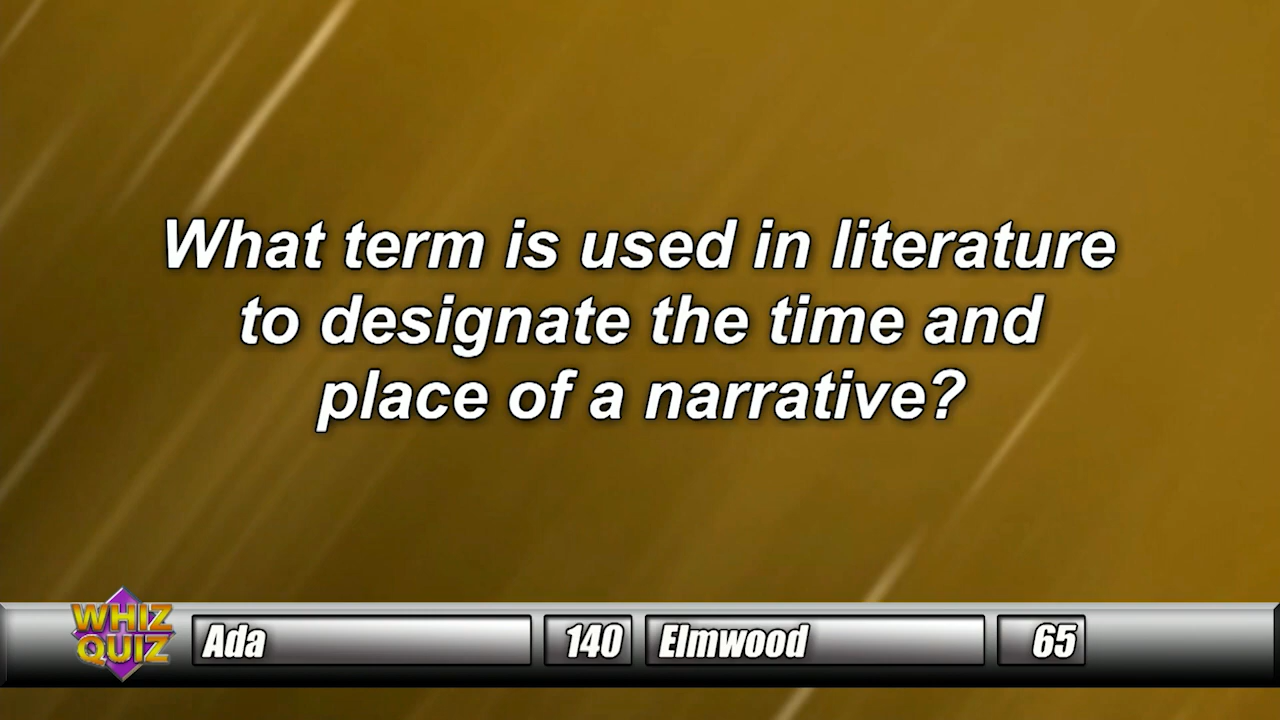 What term is used in literature
to designate the time and
place of a narrative?
WHIZ
QUIZ
Ada 140 Elmwood 65